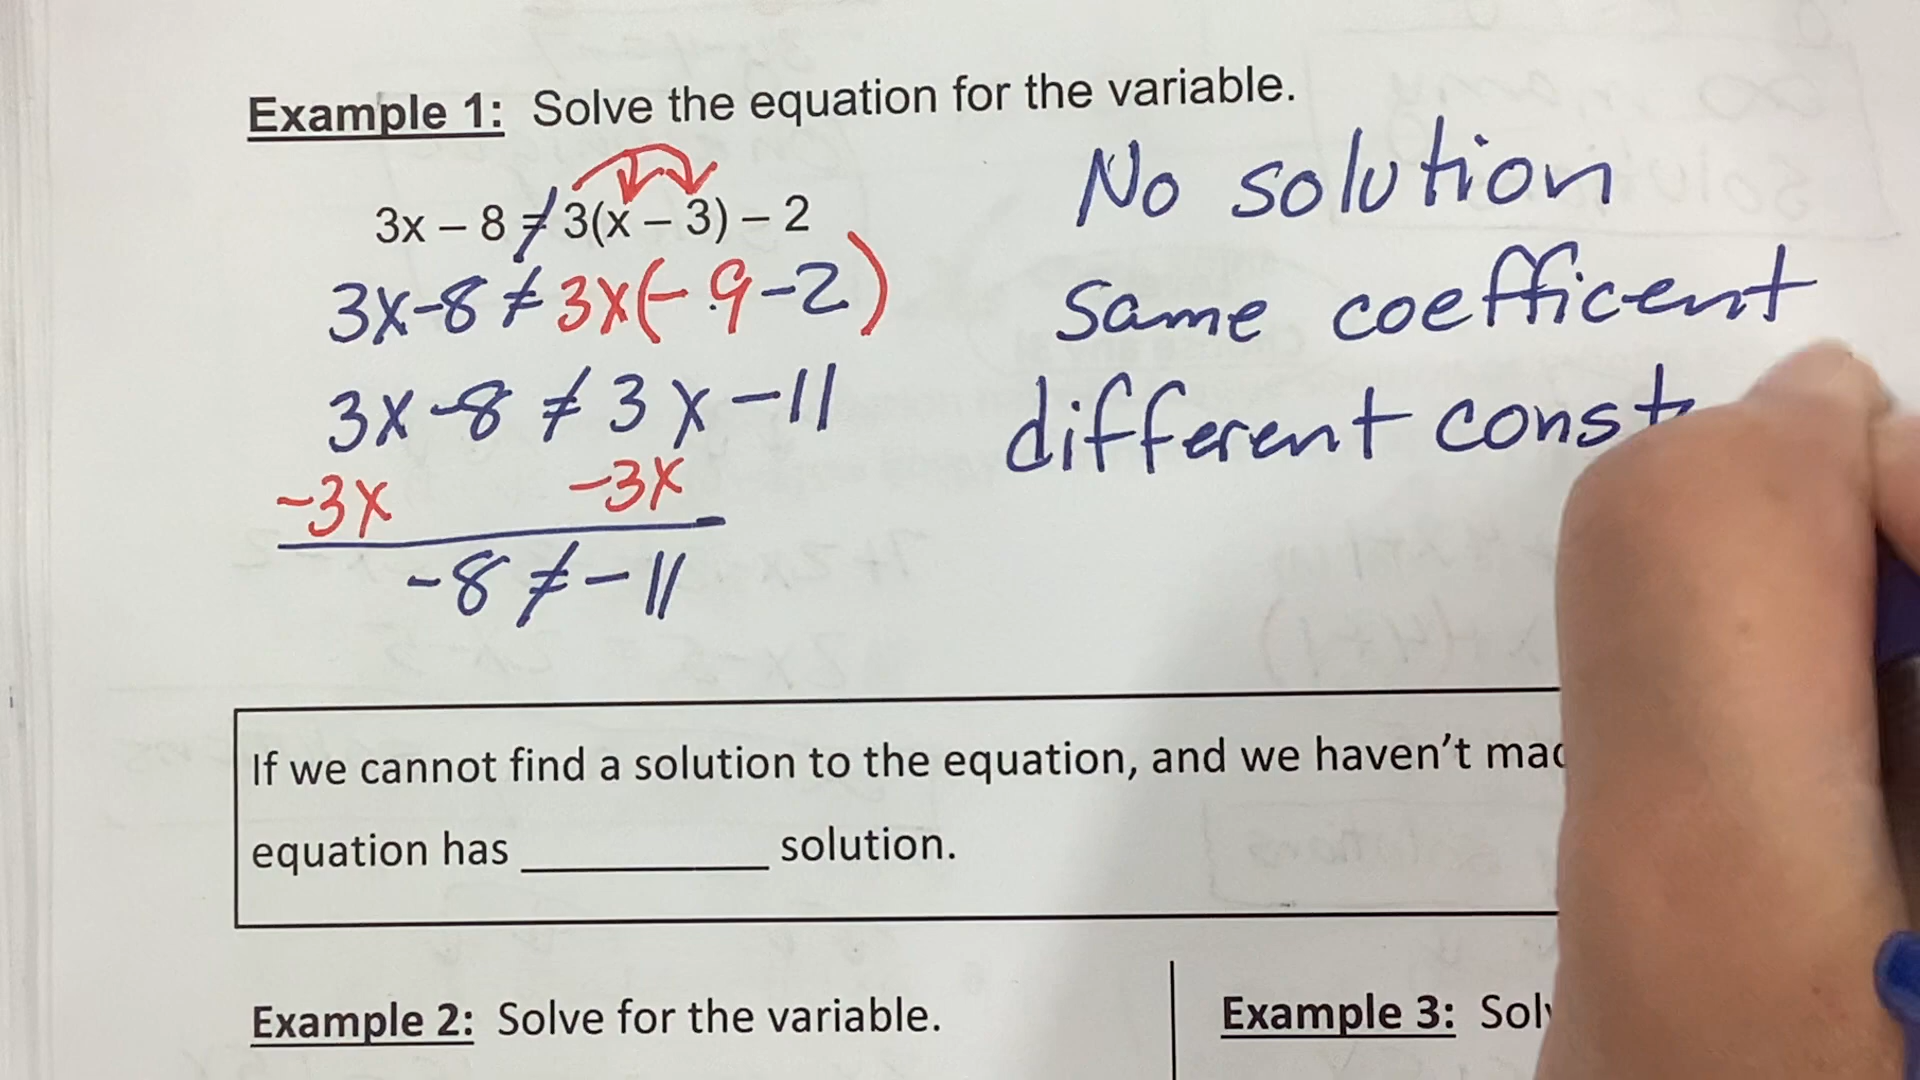 Example 1: Solve the equation for the variable.
3x – 8 ≠ 3(x – 3) – 2
3x-8 ≠ 3x(- 9-2)
3x-8 ≠ 3x-11
-3x -3x
-8 ≠ -11
No solution
same coefficent
different const
If we cannot find a solution to the equation, and we haven’t
equation has __________ solution.
Example 2: Solve for the variable.
Example 3: